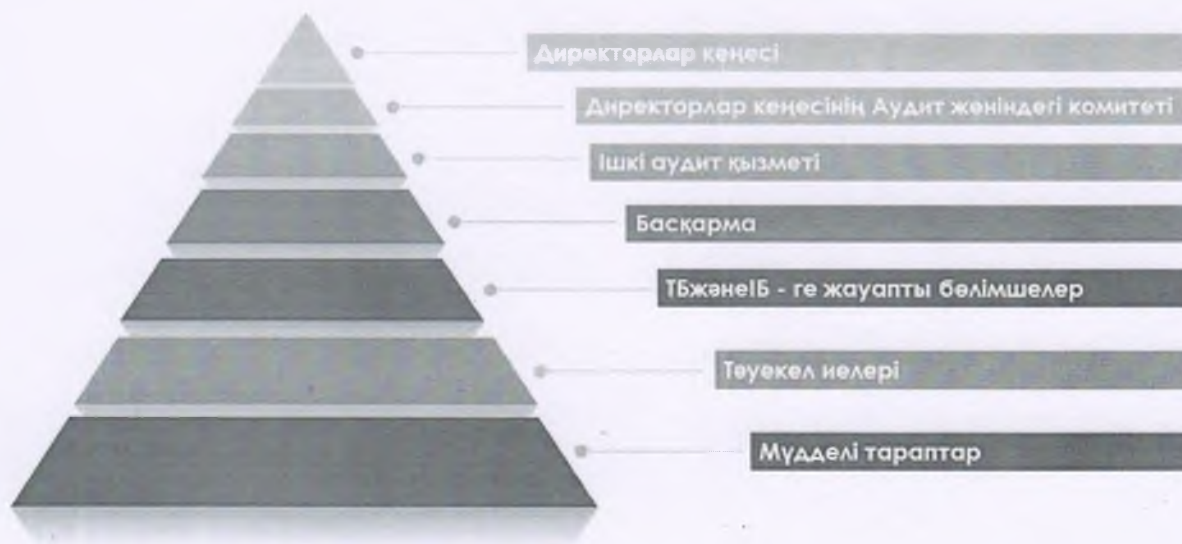 Директорлар кеңесі
Директорлар кеңесінің Аудит жөніндегі комитеті
Ішкі аудит қызметі
Басқарма
ТБжәнеІБ - ге жауапты бөлімшелер
Тәуекел иелері
Мүдделі тараптар